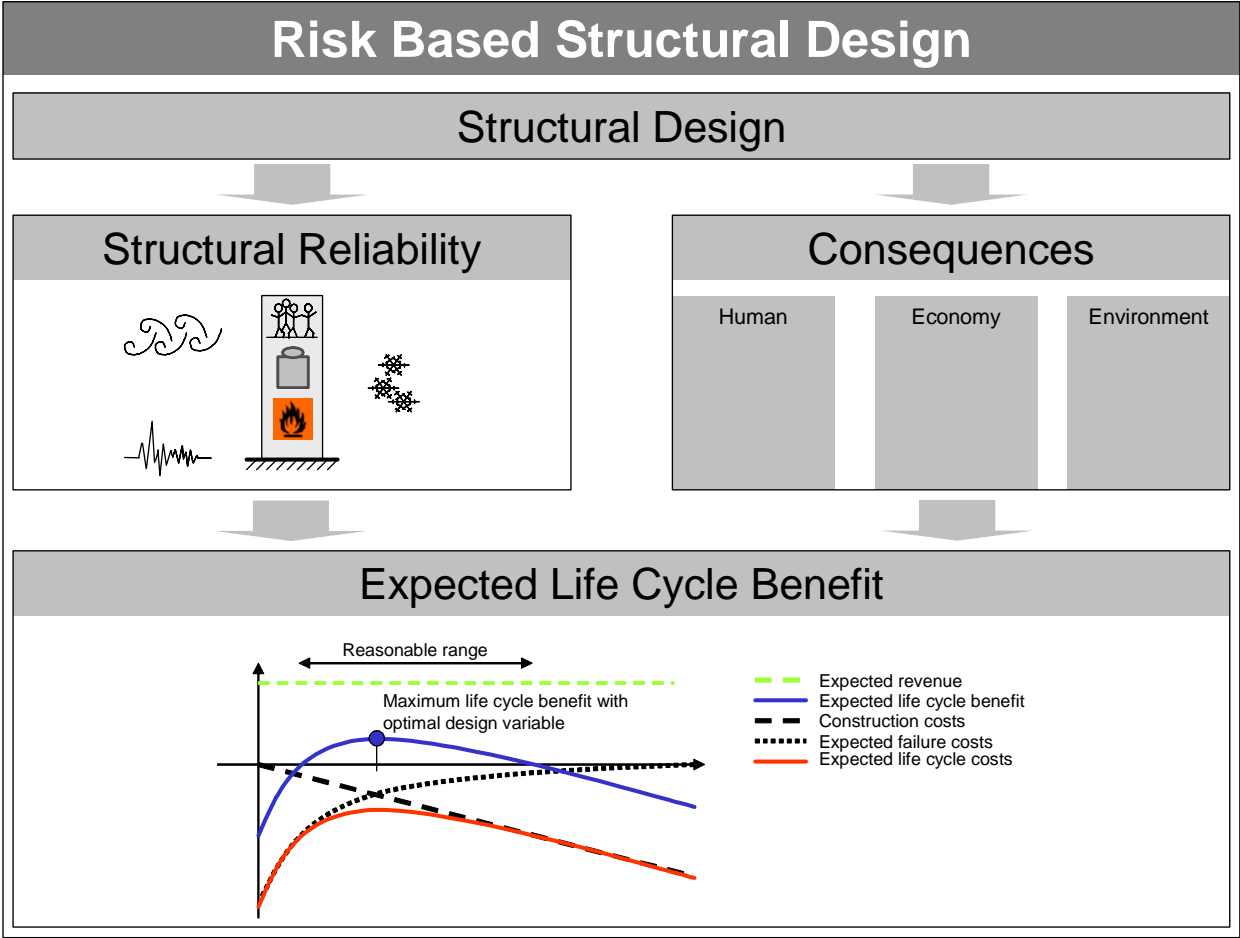 Risk Based Structural Design
Structural Design
Structural Reliability
Consequences
Human
Economy
Environment
Expected Life Cycle Benefit
Reasonable range
Maximum life cycle benefit with
optimal design variable
Expected revenue
Expected life cycle benefit
Construction costs
Expected failure costs
Expected life cycle costs